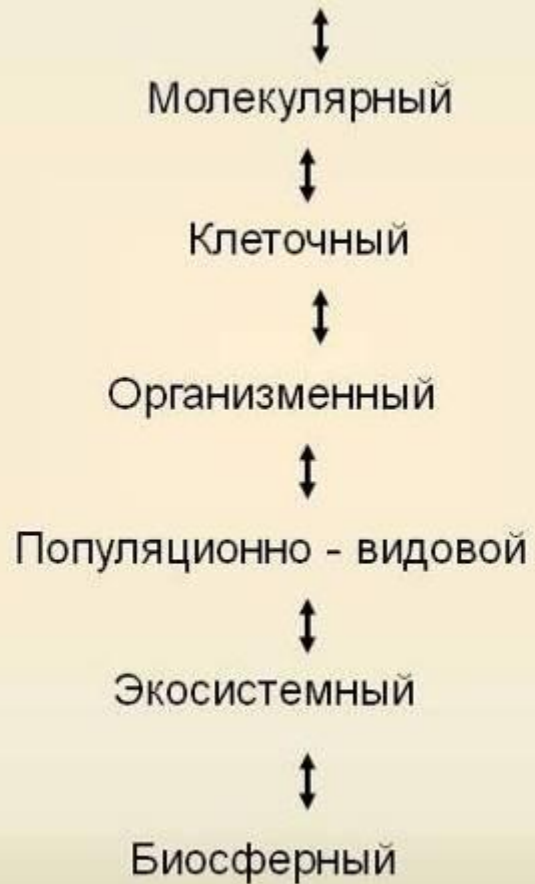 Молекулярный
Клеточный
Организменный
Популяционно - видовой
Экосистемный
Биосферный